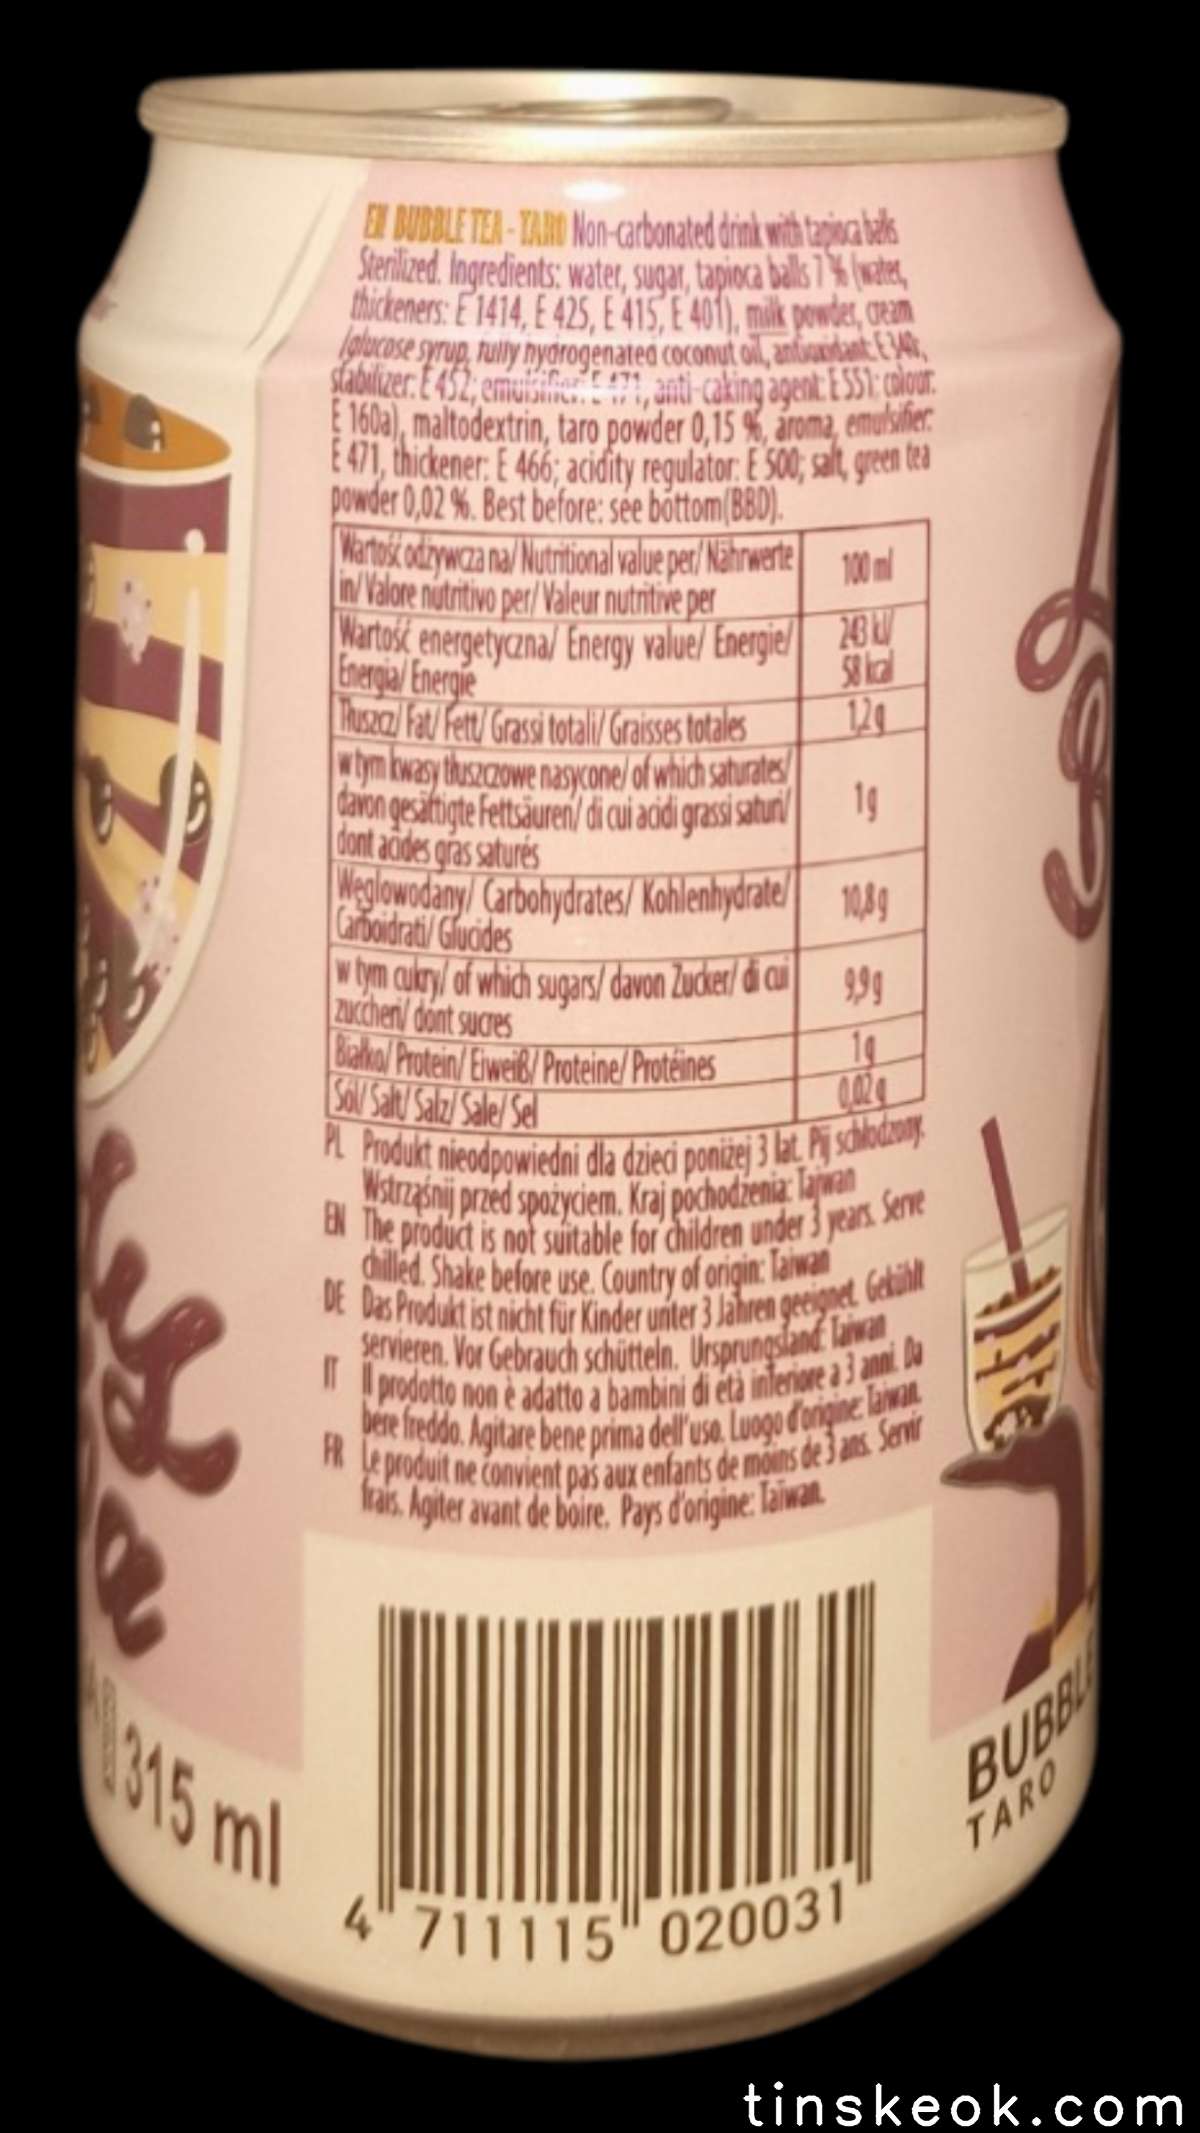 EN BUBBLE TEA - TARO Non-carbonated drink with tapioca balls
Sterilized. Ingredients: water, sugar, tapioca balls 7 % (water,
thickeners: E 1414, E 425, E 415, E 401), milk powder, cream
/glucose syrup, fully hydrogenated coconut oil, antioxidant: E 340;
stabilizer: E 452; emulsifier: E 471, anti-caking agent: E 551; colour:
E 160a), maltodextrin, taro powder 0,15 %, aroma, emulsifier:
E 471, thickener: E 466; acidity regulator: E 500; salt, green tea
powder 0,02 %. Best before: see bottom(BBD).
Wartość odżywcza na/ Nutritional value per/ Nährwerte
in/ Valore nutritivo per/ Valeur nutritive per
100 ml
Wartość energetyczna/ Energy value/ Energie/
Energia/ Energie
243 kJ/
58 kcal
Tłuszcz/ Fat/ Fett/ Grassi totali/ Graisses totales
1,2 g
w tym kwasy tłuszczowe nasycone/ of which saturates/
davon gesättigte Fettsäuren/ di cui acidi grassi saturi/
dont acides gras saturés
1 g
Węglowodany/ Carbohydrates/ Kohlenhydrate/
Carboidrati/ Glucides
10,8 g
w tym cukry/ of which sugars/ davon Zucker/ di cui
zuccheri/ dont sucres
9,9 g
Białko/ Protein/ Eiweiß/ Proteine/ Protéines
1 g
Sól/ Salt/ Salz/ Sale/ Sel
0,02 g
PL Produkt nieodpowiedni dla dzieci poniżej 3 lat. Pij schłodzony.
Wstrząśnij przed spożyciem. Kraj pochodzenia: Tajwan
EN The product is not suitable for children under 3 years. Serve
chilled. Shake before use. Country of origin: Taiwan
DE Das Produkt ist nicht für Kinder unter 3 Jahren geeignet. Gekühlt
servieren. Vor Gebrauch schütteln. Ursprungsland: Taiwan
IT Il prodotto non è adatto a bambini di età inferiore a 3 anni. Da
bere freddo. Agitare bene prima dell'uso. Luogo d'origine: Taiwan.
FR Le produit ne convient pas aux enfants de moins de 3 ans. Servir
frais. Agiter avant de boire. Pays d'origine: Taïwan.
315 ml
4 711115 020031
BUBBLE
TARO
tinskeok.com